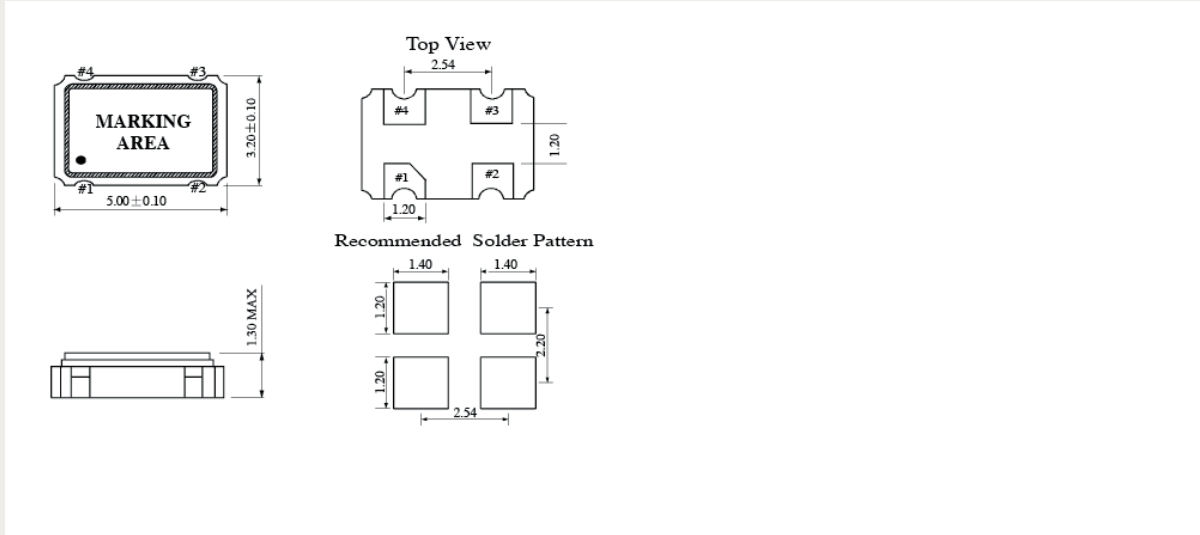 Top View
2.54
#4 #3
MARKING
AREA
#1 #2
5.00±0.10
3.20±0.10
#4 #3
#1 #2
1.20
1.20
Recommended Solder Pattern
1.40 1.40
1.20
2.20
1.20
2.54
1.30 MAX